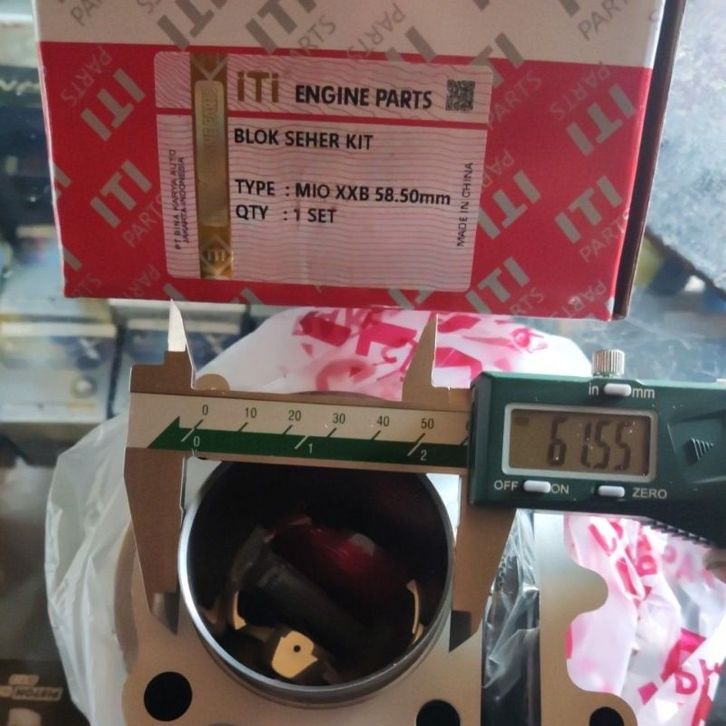 iTi ENGINE PARTS
BLOK SEHER KIT
TYPE : MIO XXB 58.50mm
QTY : 1 SET
PT BINA KARYA AUTO
JAKARTA-INDONESIA
MADE IN CHINA
iTi
ITI
PARTS
0 10 20 30 40 50
0 1 2
in mm
61.55
OFF ON
ZERO
PISTON